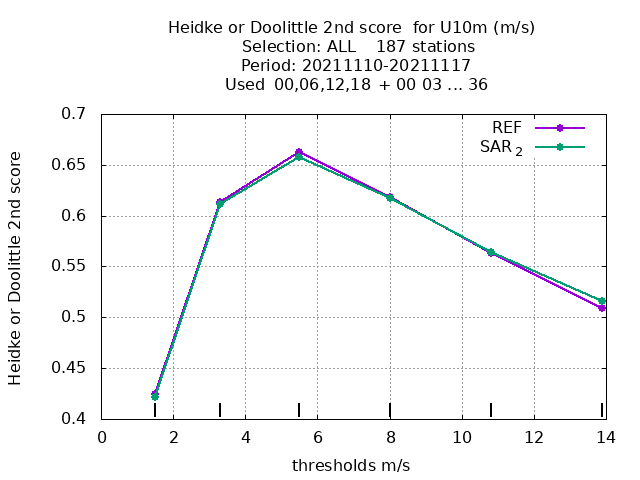 Heidke or Doolittle 2nd score  for U10m (m/s)
Selection: ALL    187 stations
Period: 20211110-20211117
Used  00,06,12,18  + 00 03 ... 36
REF
SAR 2
0.7
0.65
0.6
0.55
0.5
0.45
0.4
Heidke or Doolittle 2nd score
0 2 4 6 8 10 12 14
thresholds m/s